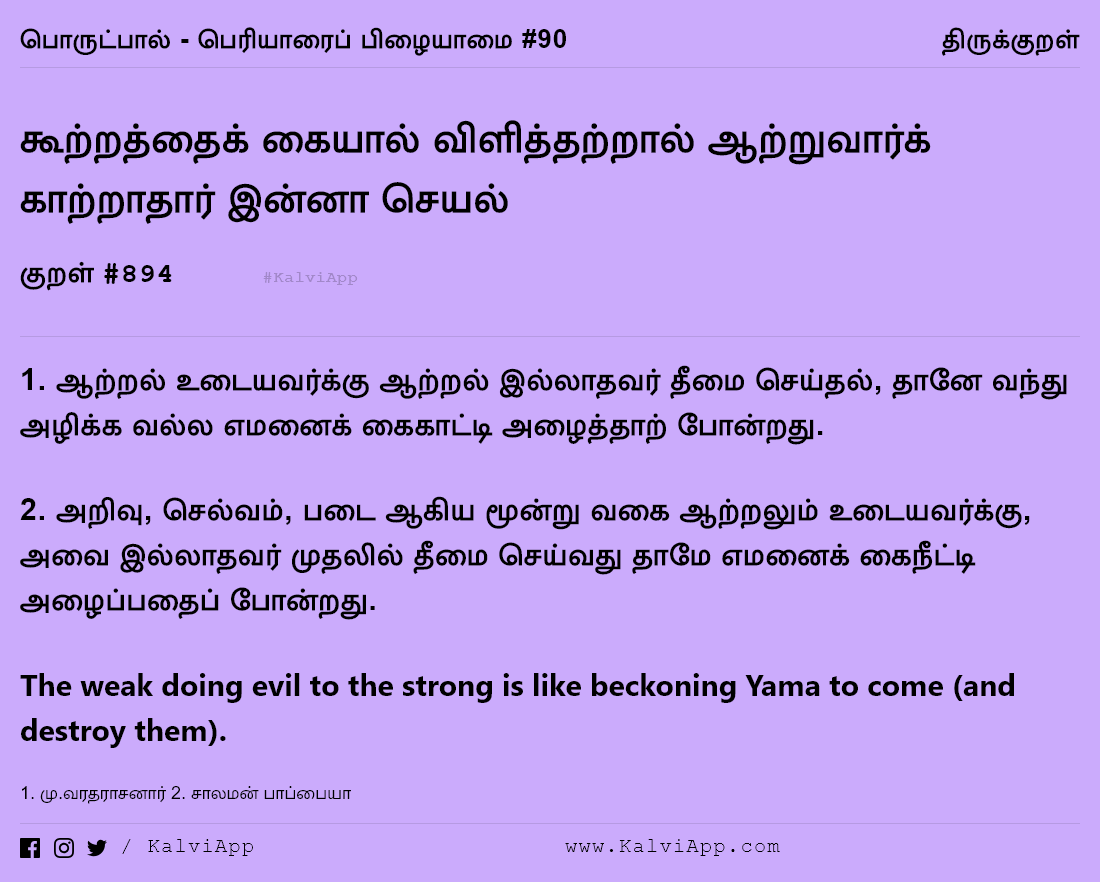 பொருட்பால் - பெரியாரைப் பிழையாமை #90 திருக்குறள்
கூற்றத்தைக் கையால் விளித்தற்றால் ஆற்றுவார்க்
காற்றாதார் இன்னா செயல்
குறள் #894 #KalviApp
1. ஆற்றல் உடையவர்க்கு ஆற்றல் இல்லாதவர் தீமை செய்தல், தானே வந்து
அழிக்க வல்ல எமனைக் கைகாட்டி அழைத்தாற் போன்றது.
2. அறிவு, செல்வம், படை ஆகிய மூன்று வகை ஆற்றலும் உடையவர்க்கு,
அவை இல்லாதவர் முதலில் தீமை செய்வது தாமே எமனைக் கைநீட்டி
அழைப்பதைப் போன்றது.
The weak doing evil to the strong is like beckoning Yama to come (and
destroy them).
1. மு.வரதராசனார் 2. சாலமன் பாப்பையா
/ KalviApp www.KalviApp.com